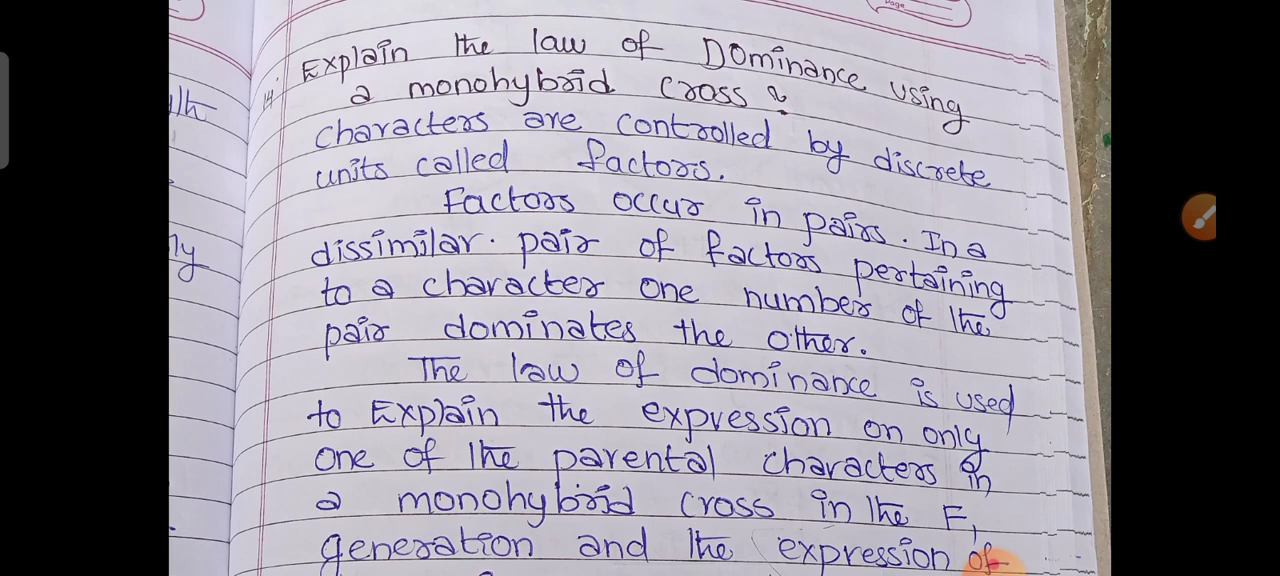 Page
14. Explain the law of Dominance using
a monohybrid cross?
characters are controlled by discrete
units called factors.
Factors occur in pairs. In a
dissimilar. pair of factors pertaining
to a character one number of the
pair dominates the other.
The law of dominance is used
to Explain the expression on only
one of the parental characters in
a monohybrid cross in the F1
generation and the expression of
ly